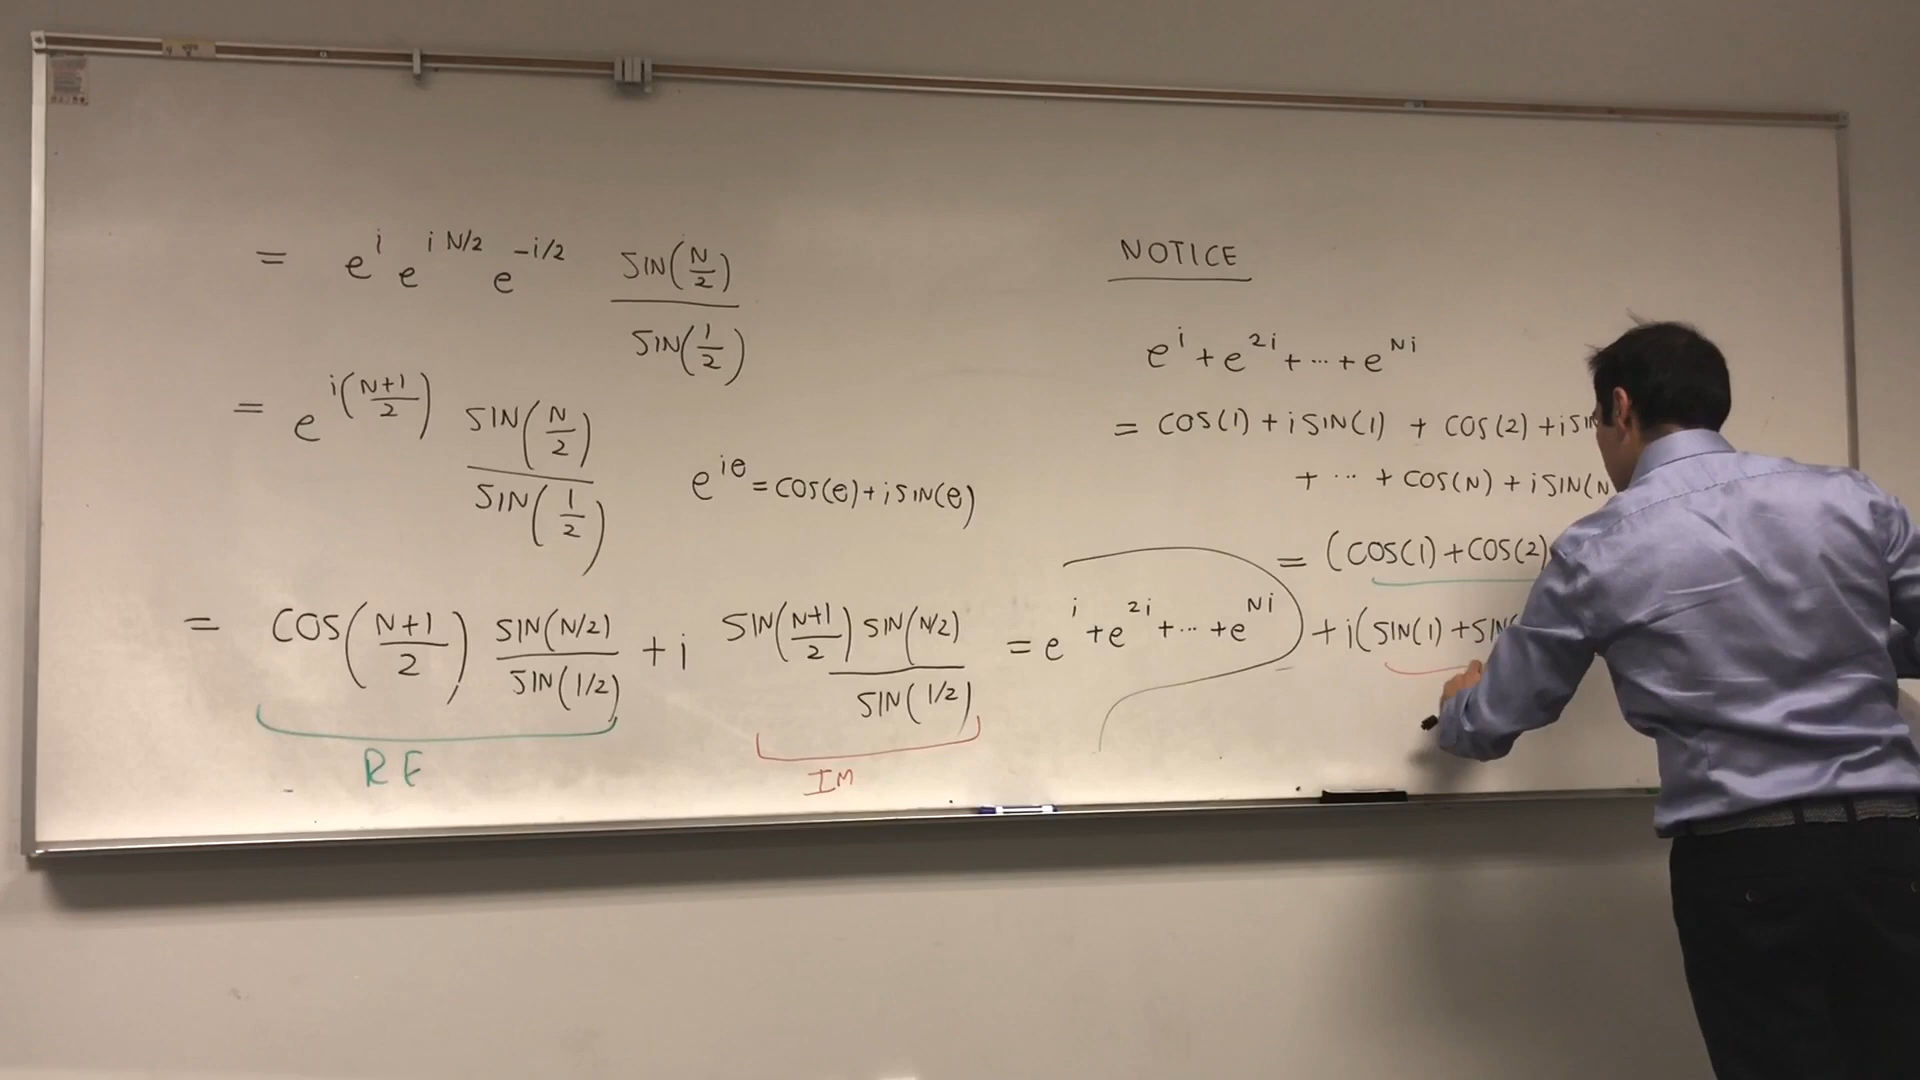 = e^i e^{i N/2} e^{-i/2} SIN(N/2) / SIN(1/2)
= e^{i(N+1/2)} SIN(N/2) / SIN(1/2)
e^{iθ} = COS(θ) + i SIN(θ)
= COS(N+1/2) SIN(N/2) / SIN(1/2) + i SIN(N+1/2) SIN(N/2) / SIN(1/2) = e^i + e^{2i} + ... + e^{Ni}
RE
IM
NOTICE
e^i + e^{2i} + ... + e^{Ni}
= COS(1) + i SIN(1) + COS(2) + i SIN
+ ... + COS(N) + i SIN(N
= (COS(1) + COS(2)
+ i(SIN(1) + SIN